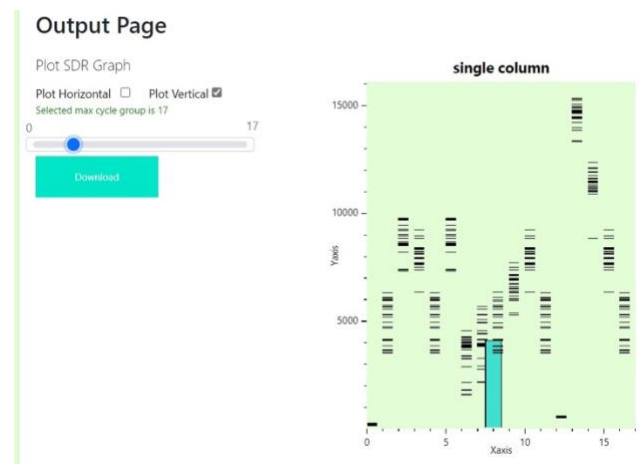 Output Page
Plot SDR Graph
Plot Horizontal Plot Vertical
Selected max cycle group is 17
0 17
Download
single column
15000
10000
Yaxis
5000
0 5 10 15
Xaxis